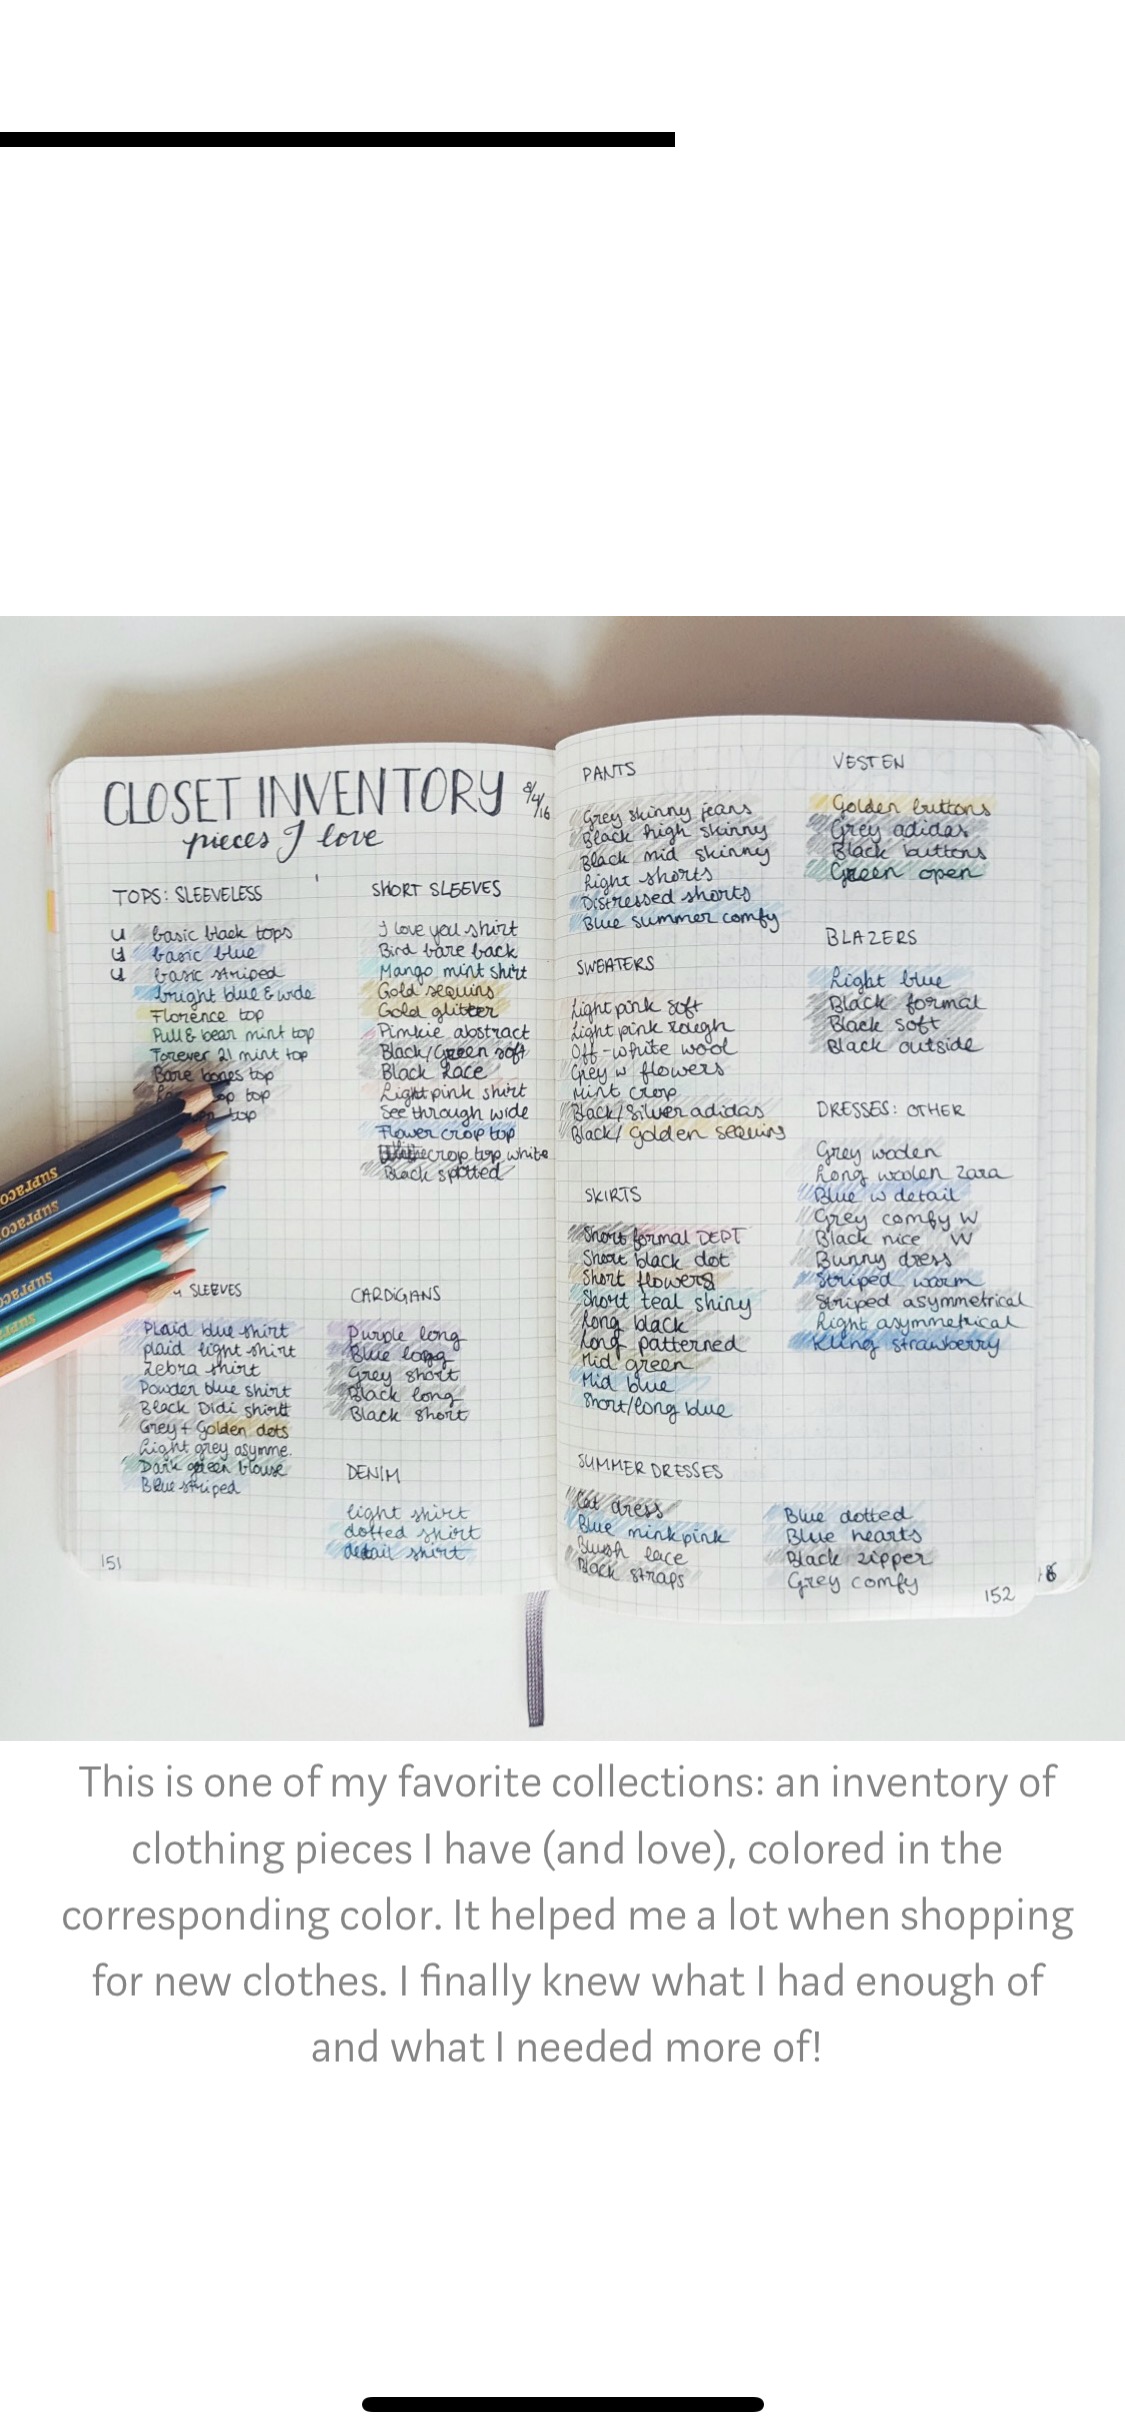 CLOSET INVENTORY 8/4/16
pieces I love
TOPS: SLEEVELESS
basic black tops
basic blue
basic striped
bright blue & wide
Florence top
Pull & bear mint top
Forever 21 mint top
Bare bones top
top
top
SHORT SLEEVES
I love you shirt
Bird bare back
Mango mint shirt
Gold sequins
Gold glitter
Pimkie abstract
Black/Green soft
Black Lace
Light pink shirt
See through wide
Flower crop top
crop top white
Black spotted
SLEEVES
Plaid blue shirt
plaid light shirt
Zebra shirt
Powder blue shirt
Black Didi shirt
Grey + Golden dots
Light grey asymme.
Dark green blouse
Blue striped
CARDIGANS
Purple long
Blue long
Grey short
Black long
Black short
DENIM
light shirt
dotted shirt
detail shirt
151
PANTS
Grey skinny jeans
Black high skinny
Black mid skinny
Light shorts
Distressed shorts
Blue summer comfy
SWEATERS
Light pink soft
Light pink rough
Off-white wool
Grey w flowers
Mint crop
Black/Silver adidas
Black/Golden sequins
SKIRTS
Short formal DEPT
Short black dot
Short flowers
Short teal shiny
Long black
Long patterned
Mid green
Mid blue
Short/long blue
SUMMER DRESSES
Cat dress
Blue minkpink
Blush lace
Black straps
Blue dotted
Blue hearts
Black zipper
Grey comfy
VESTEN
Golden buttons
Grey adidas
Black buttons
Green open
BLAZERS
Light blue
Black formal
Black soft
Black outside
DRESSES: OTHER
Grey woolen
Long woolen Zara
Blue w detail
Grey comfy W
Black nice W
Bunny dress
Striped warm
Striped asymmetrical
Light asymmetrical
Kling strawberry
152
This is one of my favorite collections: an inventory of
clothing pieces I have (and love), colored in the
corresponding color. It helped me a lot when shopping
for new clothes. I finally knew what I had enough of
and what I needed more of!